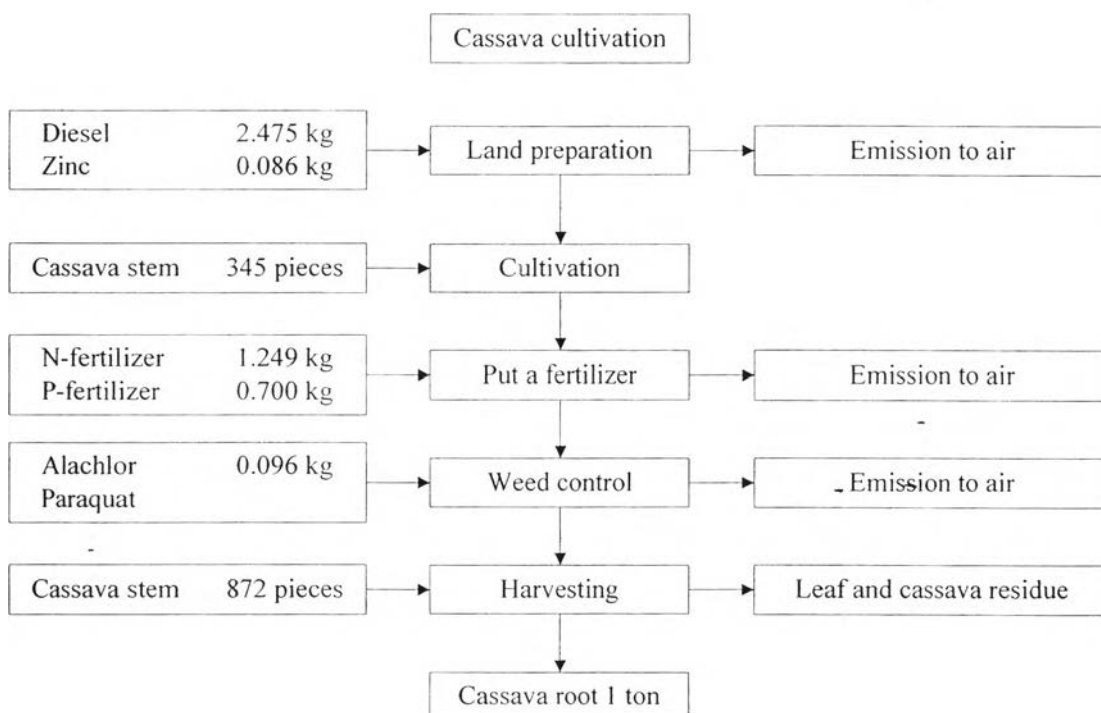 Cassava cultivation
Diesel 2.475 kg
Zinc 0.086 kg
Land preparation
Emission to air
Cassava stem 345 pieces
Cultivation
N-fertilizer 1.249 kg
P-fertilizer 0.700 kg
Put a fertilizer
Emission to air
Alachlor 0.096 kg
Paraquat
Weed control
Emission to air
Cassava stem 872 pieces
Harvesting
Leaf and cassava residue
Cassava root 1 ton